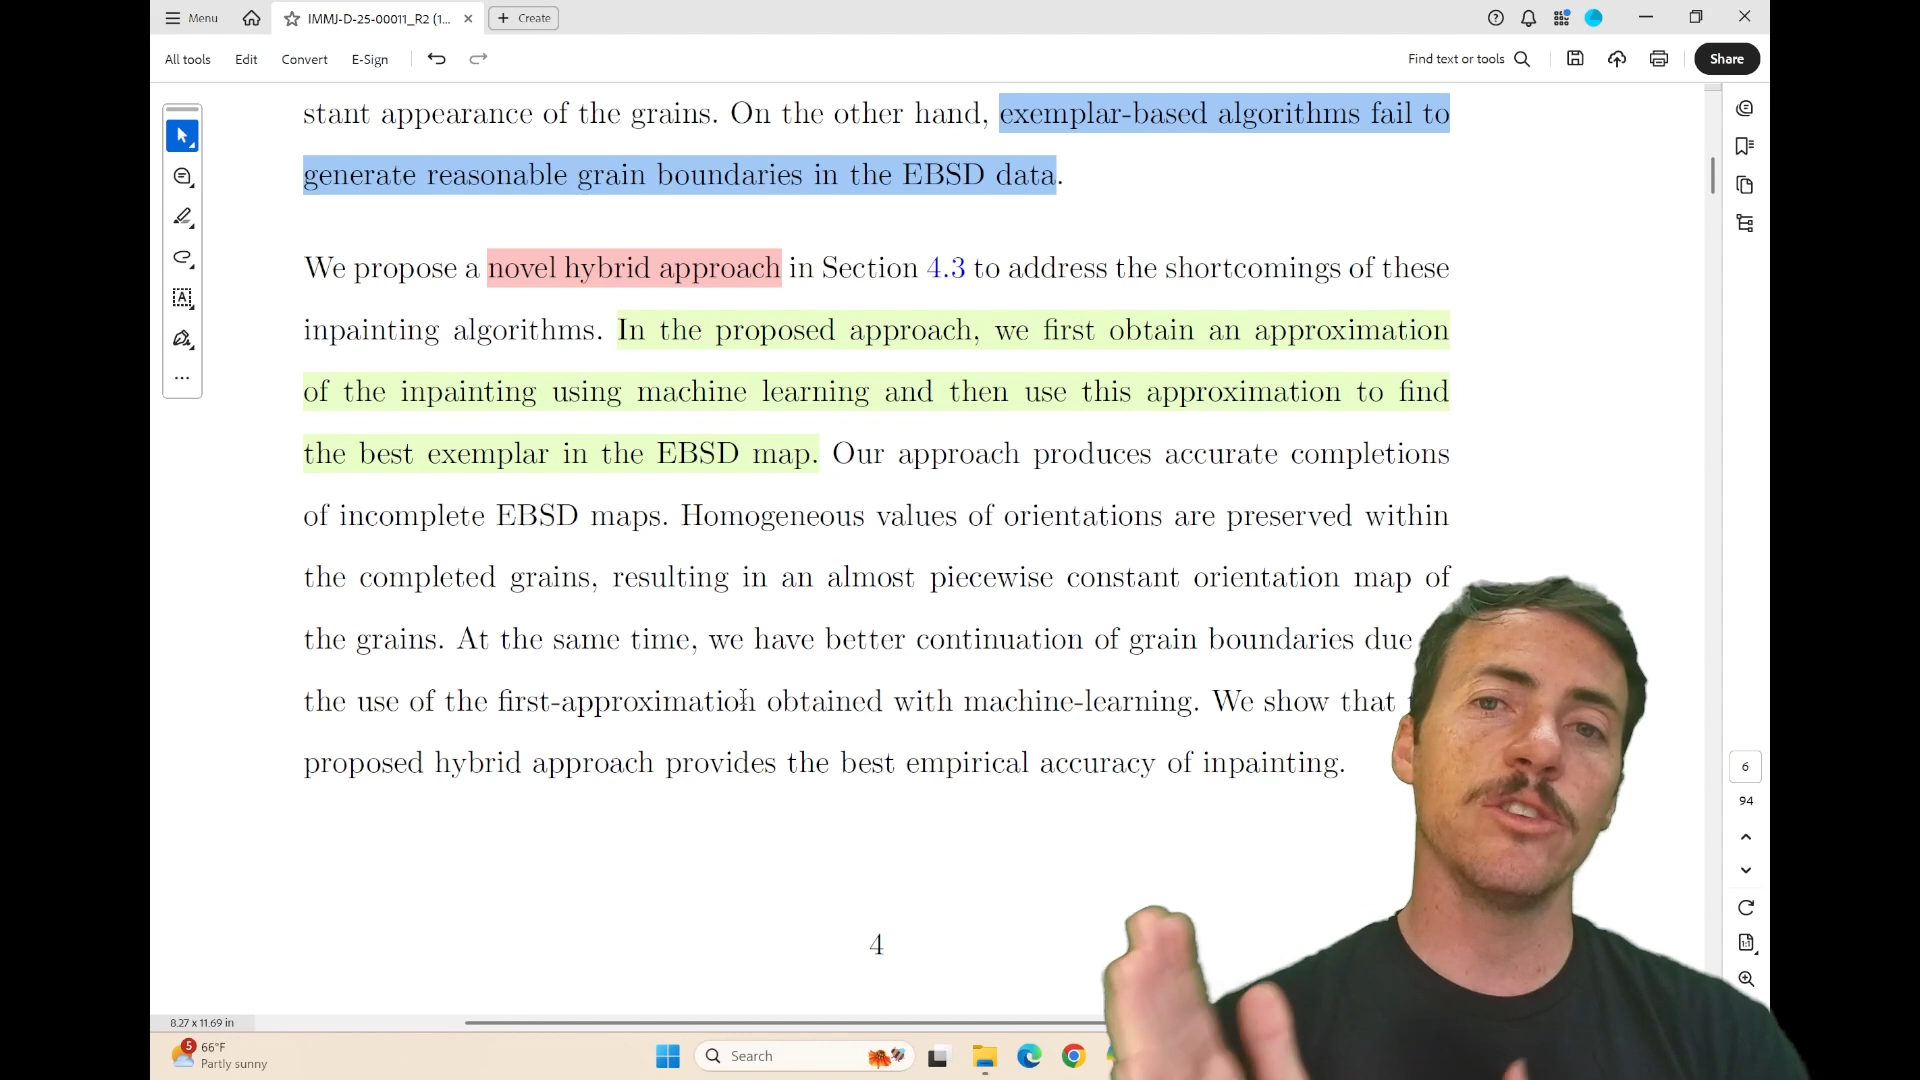 Menu
IMMJ-D-25-00011_R2 (1...
Create
All tools
Edit
Convert
E-Sign
Find text or tools
Share
stant appearance of the grains. On the other hand, exemplar-based algorithms fail to
generate reasonable grain boundaries in the EBSD data.
We propose a novel hybrid approach in Section 4.3 to address the shortcomings of these
inpainting algorithms. In the proposed approach, we first obtain an approximation
of the inpainting using machine learning and then use this approximation to find
the best exemplar in the EBSD map. Our approach produces accurate completions
of incomplete EBSD maps. Homogeneous values of orientations are preserved within
the completed grains, resulting in an almost piecewise constant orientation map of
the grains. At the same time, we have better continuation of grain boundaries due
the use of the first-approximation obtained with machine-learning. We show that
proposed hybrid approach provides the best empirical accuracy of inpainting.
4
6
94
8.27 x 11.69 in
5
66°F
Partly sunny
Search